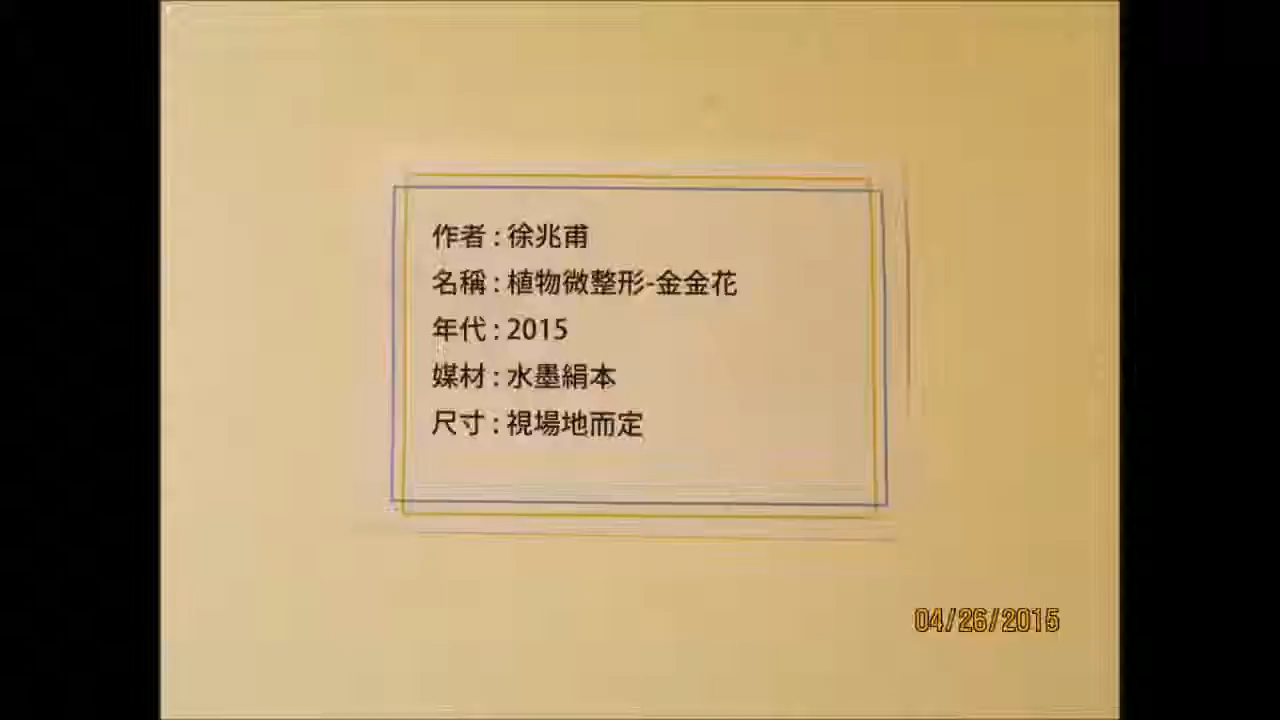 作者 : 徐兆甫
名稱 : 植物微整形-金金花
年代 : 2015
媒材 : 水墨絹本
尺寸 : 視場地而定
04/26/2015